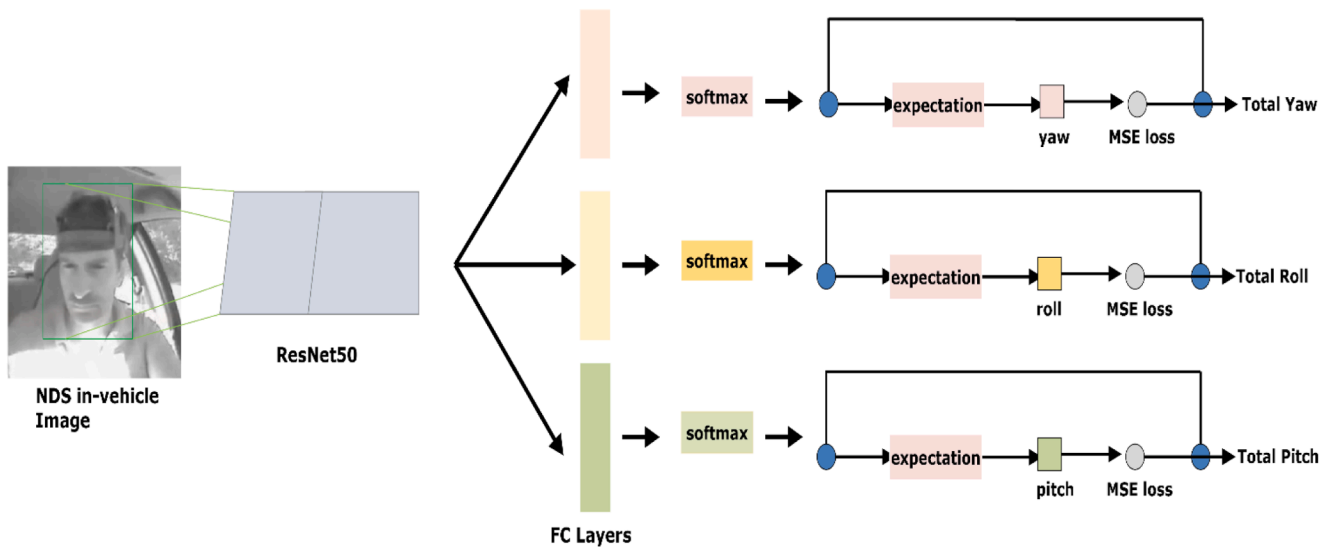 softmax
expectation
yaw
MSE loss
Total Yaw
NDS in-vehicle
Image
ResNet50
softmax
expectation
roll
MSE loss
Total Roll
FC Layers
softmax
expectation
pitch
MSE loss
Total Pitch